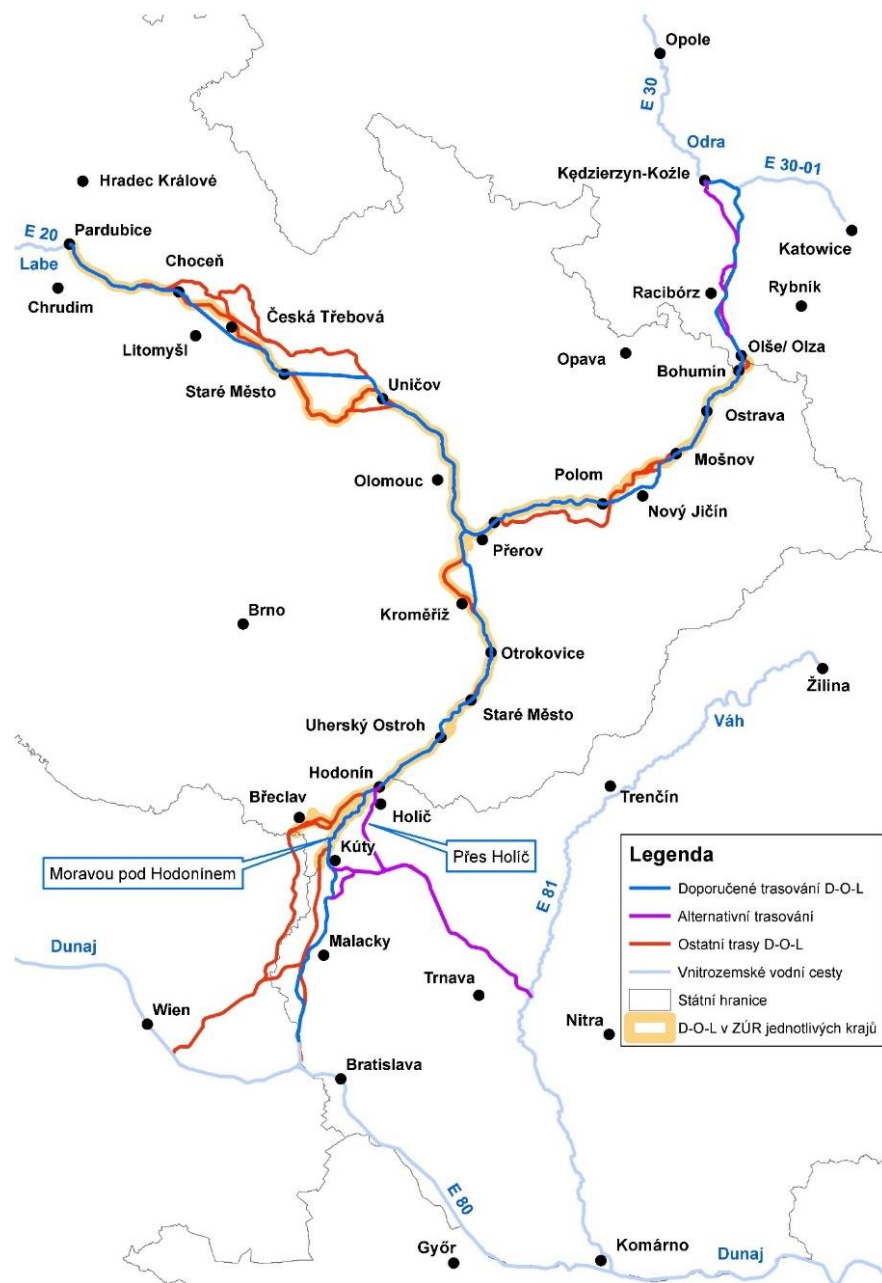 Opole
E 30
Odra
Kędzierzyn-Koźle
E 30-01
Hradec Králové
Pardubice
E 20
Labe
Choceň
Katowice
Chrudim
Racibórz
Rybník
Česká Třebová
Litomyšl
Opava
Olše/ Olza
Bohumín
Staré Město
Uničov
Ostrava
Mošnov
Olomouc
Polom
Nový Jičín
Přerov
Kroměříž
Brno
Otrokovice
Žilina
Staré Město
Váh
Uherský Ostroh
Hodonín
Břeclav
Trenčín
Holič
Kúty
Moravou pod Hodonínem
Přes Holíč
Legenda
Doporučené trasování D-O-L
Alternativní trasování
Ostatní trasy D-O-L
Vnitrozemské vodní cesty
Státní hranice
D-O-L v ZÚR jednotlivých krajů
E 81
Dunaj
Malacky
Trnava
Wien
Nitra
Bratislava
E 80
Győr
Komárno
Dunaj